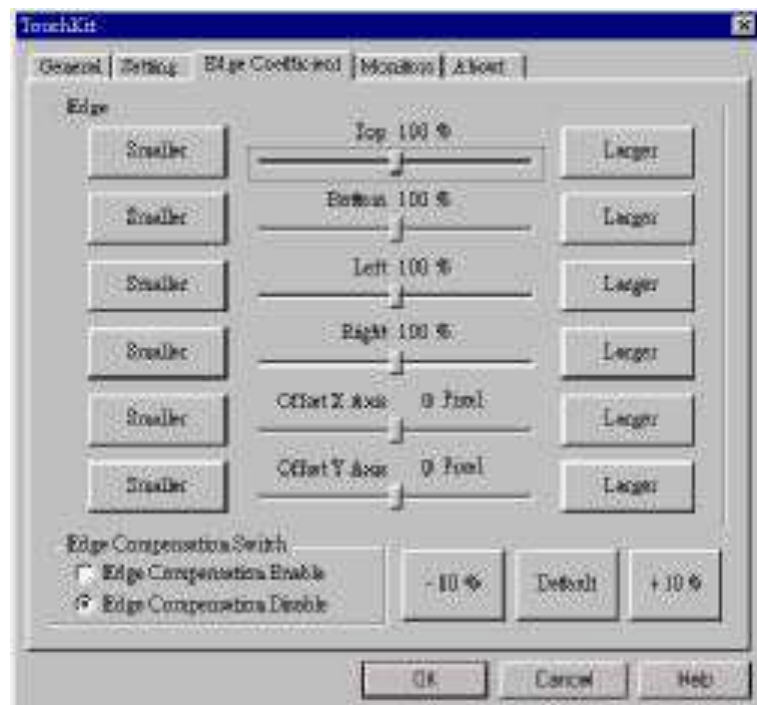 TouchKit
General Setting Edge Coefficient Monitors About
Edge
Top 100 %
Smaller Larger
Bottom 100 %
Smaller Larger
Left 100 %
Smaller Larger
Right 100 %
Smaller Larger
Offset X Axis 0 Pixel
Smaller Larger
Offset Y Axis 0 Pixel
Smaller Larger
Edge Compensation Switch
Edge Compensation Enable
Edge Compensation Disable
-10 % Default +10 %
OK Cancel Help